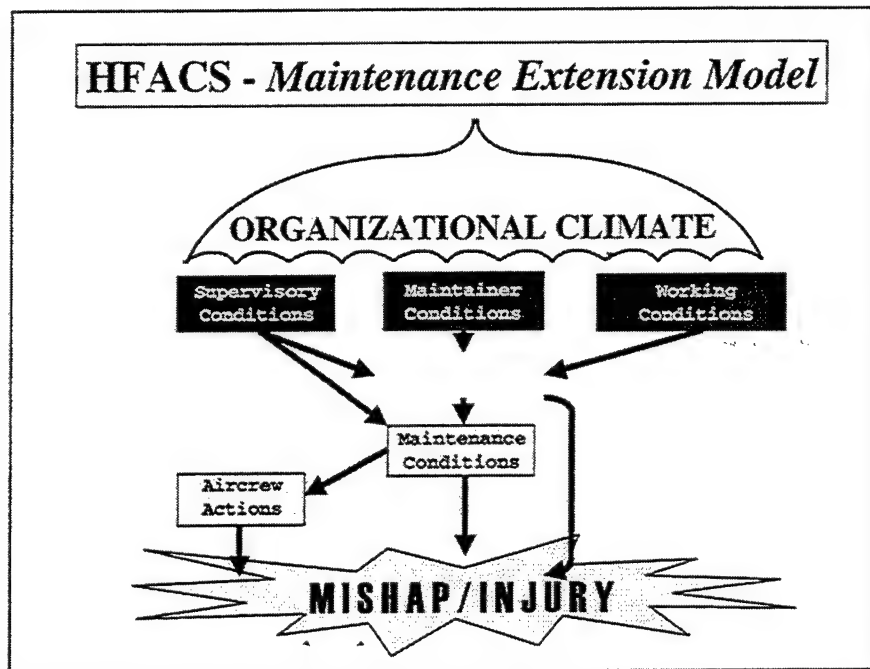 HFACS - Maintenance Extension Model
ORGANIZATIONAL CLIMATE
Supervisory
Conditions
Maintainer
Conditions
Working
Conditions
Maintenance
Conditions
Aircrew
Actions
MISHAP/INJURY